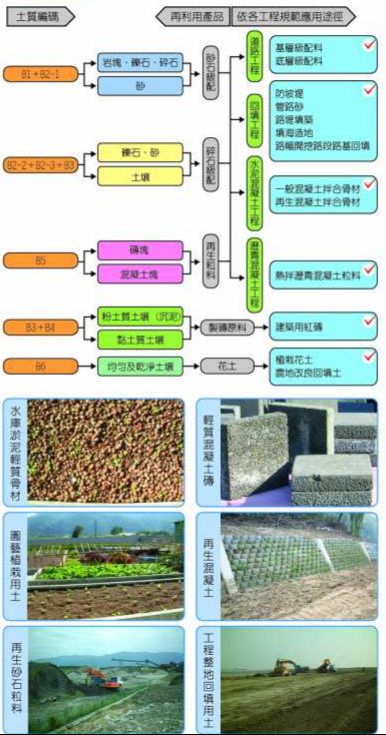 土質編碼
再利用產品
依各工程規範應用途徑
B1+B2-1
岩塊、礫石、碎石
砂
砂石級配
道路工程
基層級配料
底層級配料
回填工程
防坡堤
管路砂
路堤填築
填海造地
路幅開挖路段路基回填
B2-2+B2-3+B3
礫石、砂
土壤
碎石級配
水泥混凝土工程
一般混凝土拌合骨材
再生混凝土拌合骨材
B5
磚塊
混凝土塊
再生粒料
瀝青混凝土工程
熱拌瀝青混凝土粒料
B3+B4
粉土質土壤（沉泥）
黏土質土壤
製磚原料
建築用紅磚
B6
均勻及乾淨土壤
花土
植栽花土
農地改良回填土
水庫淤泥輕質骨材
輕質混凝土磚
園藝植栽用土
再生混凝土
再生砂石粒料
工程整地回填用土